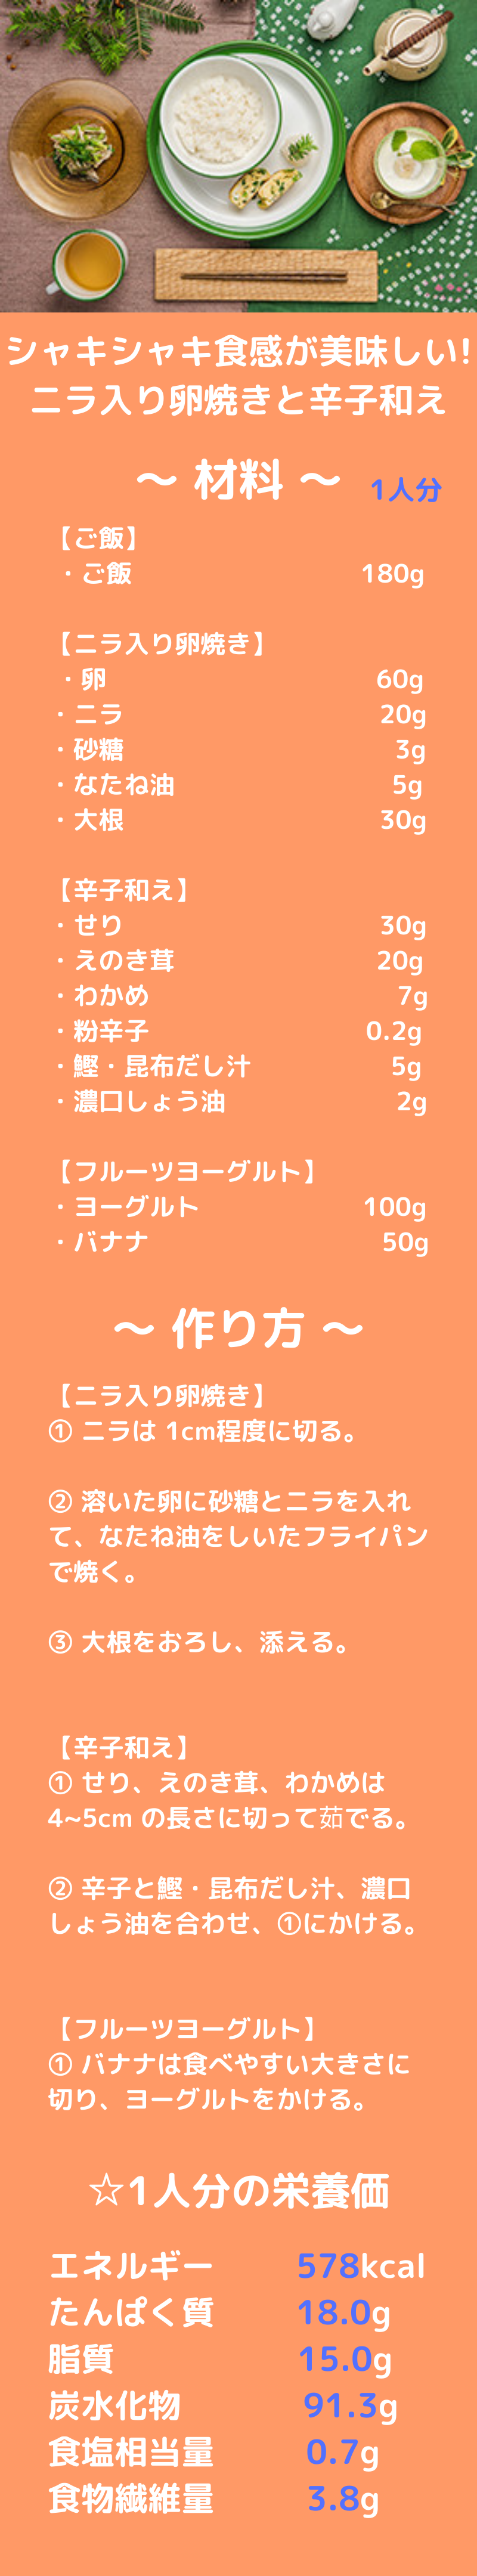 シャキシャキ食感が美味しい!
ニラ入り卵焼きと辛子和え
～ 材料 ～ 1人分
【ご飯】
・ご飯 180g
【ニラ入り卵焼き】
・卵 60g
・ニラ 20g
・砂糖 3g
・なたね油 5g
・大根 30g
【辛子和え】
・せり 30g
・えのき茸 20g
・わかめ 7g
・粉辛子 0.2g
・鰹・昆布だし汁 5g
・濃口しょう油 2g
【フルーツヨーグルト】
・ヨーグルト 100g
・バナナ 50g
～ 作り方 ～
【ニラ入り卵焼き】
① ニラは 1cm程度に切る。
② 溶いた卵に砂糖とニラを入れ
て、なたね油をしいたフライパン
で焼く。
③ 大根をおろし、添える。
【辛子和え】
① せり、えのき茸、わかめは
4~5cm の長さに切って茹でる。
② 辛子と鰹・昆布だし汁、濃口
しょう油を合わせ、①にかける。
【フルーツヨーグルト】
① バナナは食べやすい大きさに
切り、ヨーグルトをかける。
☆1人分の栄養価
エネルギー 578kcal
たんぱく質 18.0g
脂質 15.0g
炭水化物 91.3g
食塩相当量 0.7g
食物繊維量 3.8g